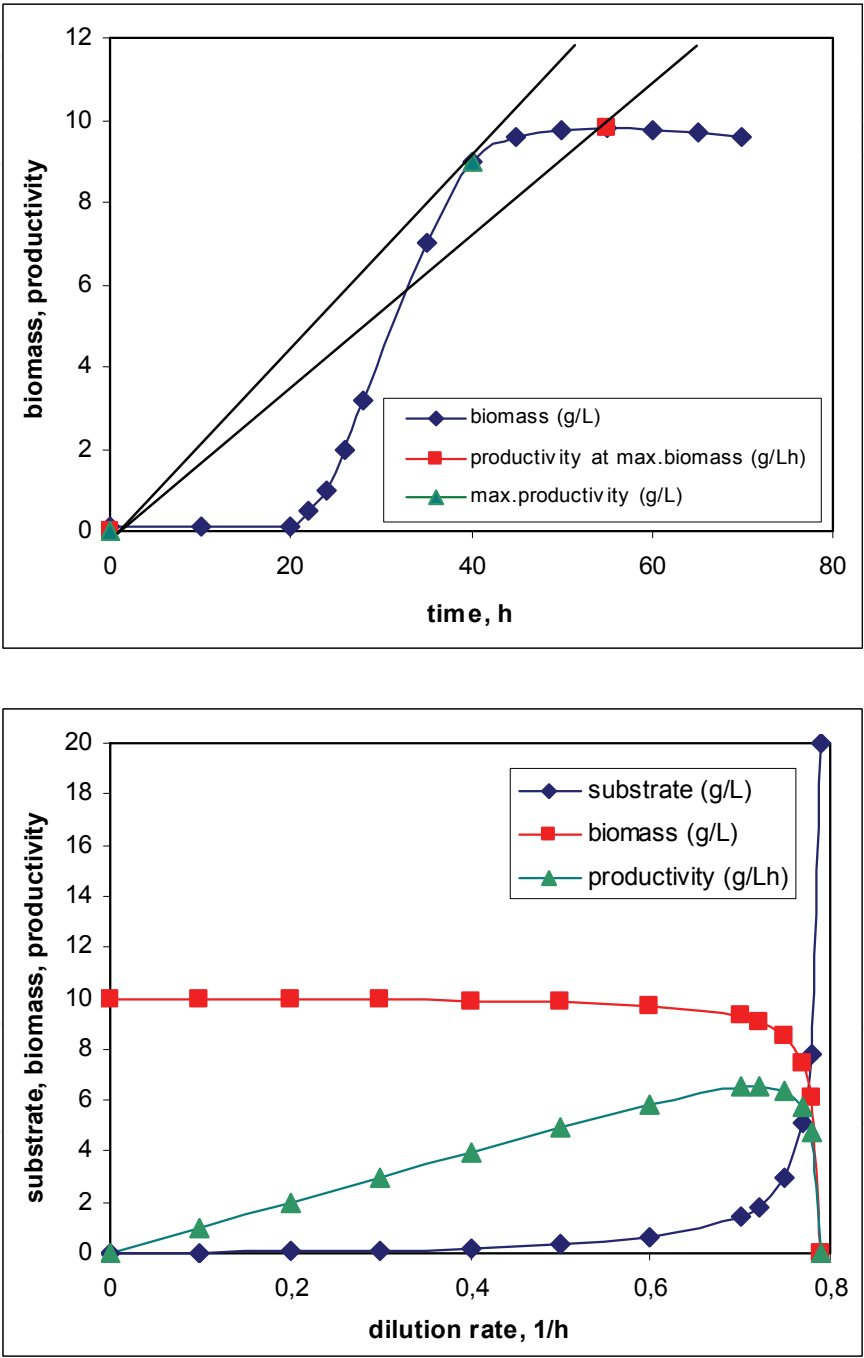 12
10
8
6
4
2
0
biomass, productivity
biomass (g/L)
productivity at max.biomass (g/Lh)
max.productivity (g/L)
0
20
40
60
80
time, h
20
18
16
14
12
10
8
6
4
2
0
substrate, biomass, productivity
substrate (g/L)
biomass (g/L)
productivity (g/Lh)
0
0,2
0,4
0,6
0,8
dilution rate, 1/h